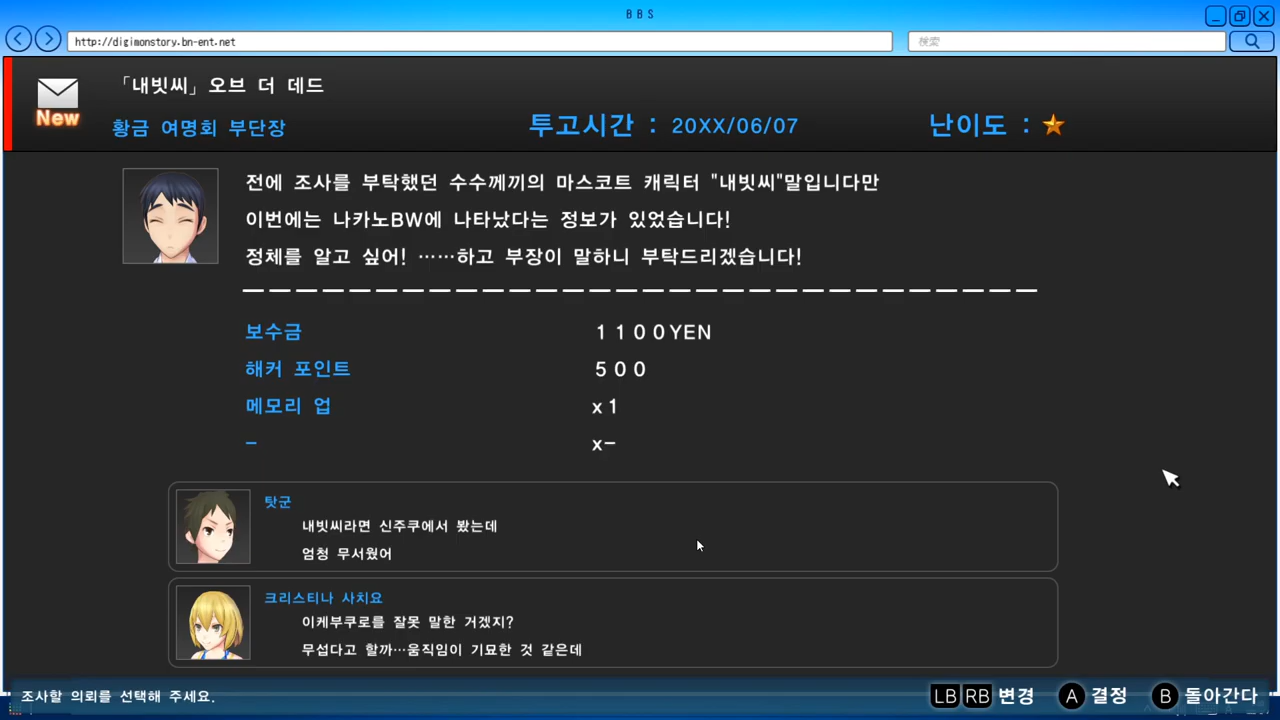 BBS
http://digimonstory.bn-ent.net
検索
「내빗씨」오브 더 데드
New
황금 여명회 부단장
투고시간 : 20XX/06/07
난이도 : ★
전에 조사를 부탁했던 수수께끼의 마스코트 캐릭터 "내빗씨"말입니다만
이번에는 나카노BW에 나타났다는 정보가 있었습니다!
정체를 알고 싶어! ……하고 부장이 말하니 부탁드리겠습니다!
보수금 1100YEN
해커 포인트 500
메모리 업 x1
- x-
탓군
내빗씨라면 신주쿠에서 봤는데
엄청 무서웠어
크리스티나 사치요
이케부쿠로를 잘못 말한 거겠지?
무섭다고 할까…움직임이 기묘한 것 같은데
조사할 의뢰를 선택해 주세요.
LB RB 변경 A 결정 B 돌아간다